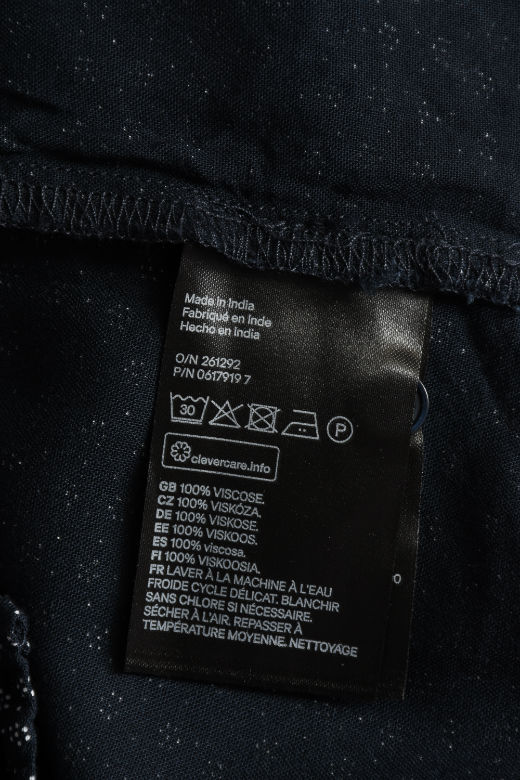 Made in India
Fabriqué en Inde
Hecho en India
O/N 261292
P/N 0617919 7
30
P
clevercare.info
GB 100% VISCOSE.
CZ 100% VISKÓZA.
DE 100% VISKOSE.
EE 100% VISKOOS.
ES 100% viscosa.
FI 100% VISKOOSIA.
FR LAVER À LA MACHINE À L'EAU
FROIDE CYCLE DÉLICAT. BLANCHIR
SANS CHLORE SI NÉCESSAIRE.
SÉCHER À L'AIR. REPASSER À
TEMPÉRATURE MOYENNE. NETTOYAGE
O